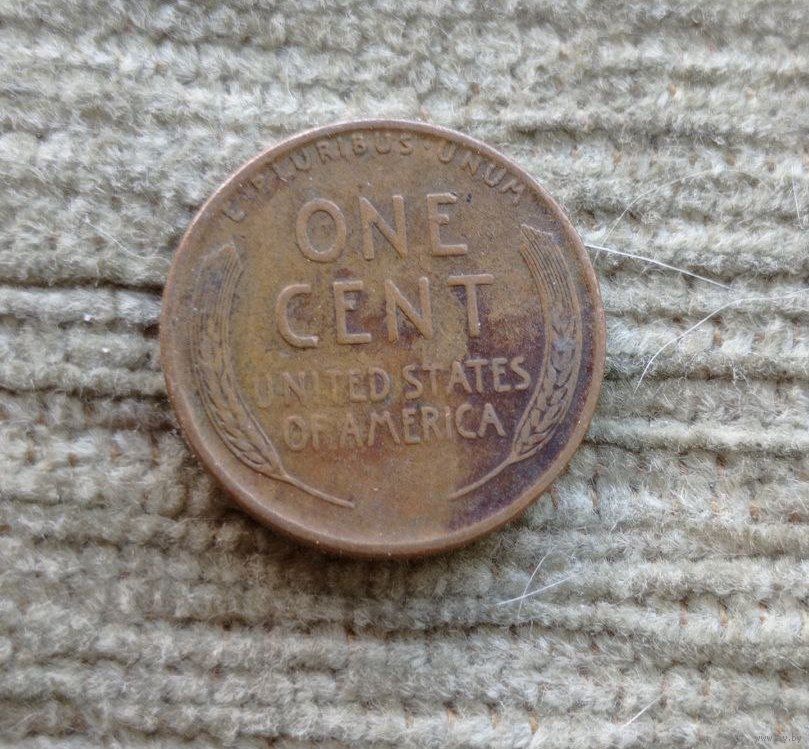 E·PLURIBUS·UNUM
ONE
CENT
UNITED STATES
OF AMERICA